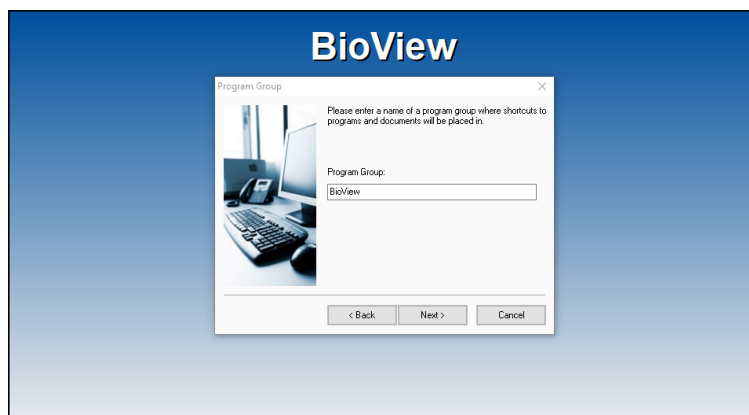 BioView
Program Group
Please enter a name of a program group where shortcuts to
programs and documents will be placed in.
Program Group:
BioView
< Back
Next >
Cancel